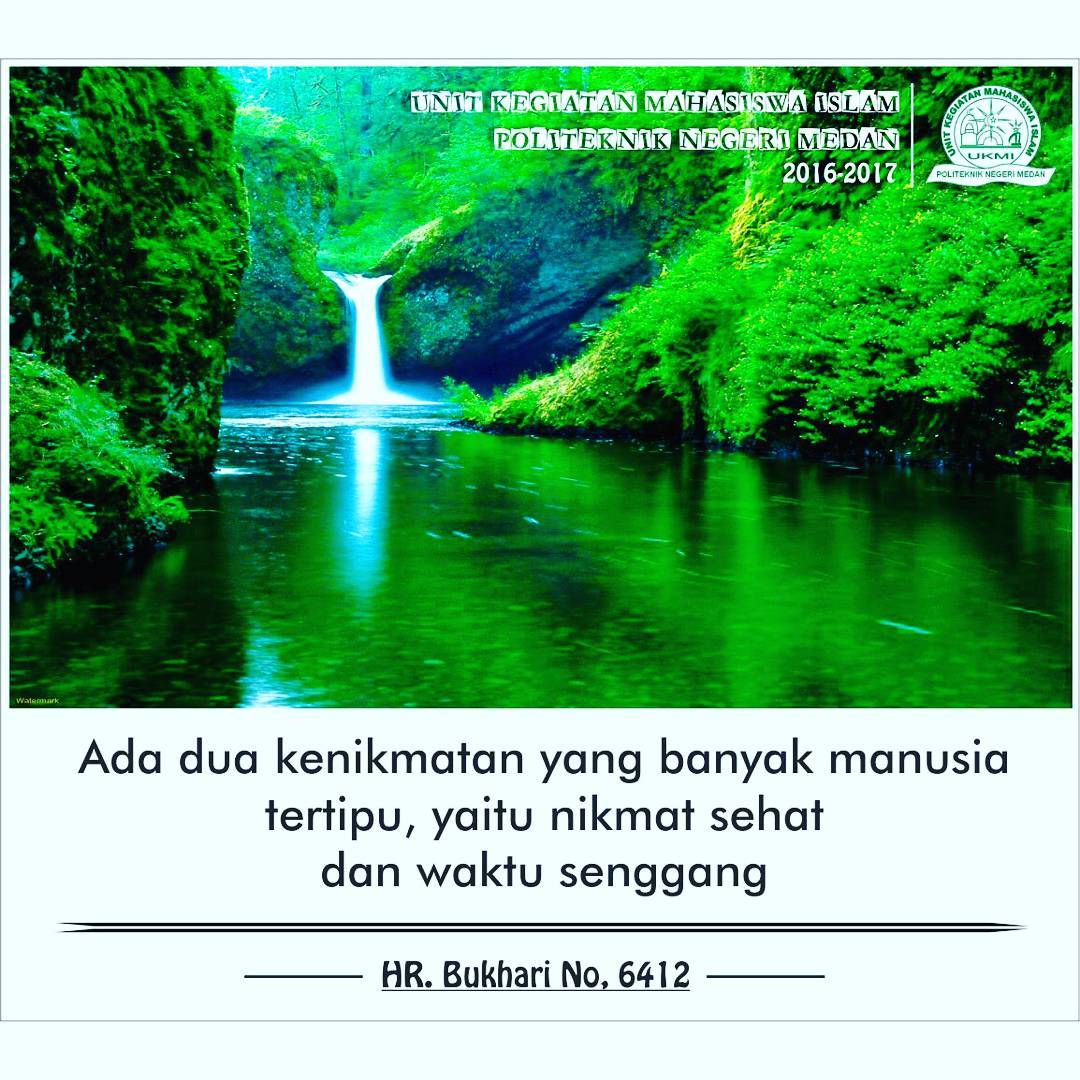 UNIT KEGIATAN MAHASISWA ISLAM
POLITEKNIK NEGERI MEDAN
2016-2017
UNIT KEGIATAN MAHASISWA ISLAM
UKMI
POLITEKNIK NEGERI MEDAN
Watermark
Ada dua kenikmatan yang banyak manusia
tertipu, yaitu nikmat sehat
dan waktu senggang
HR. Bukhari No, 6412